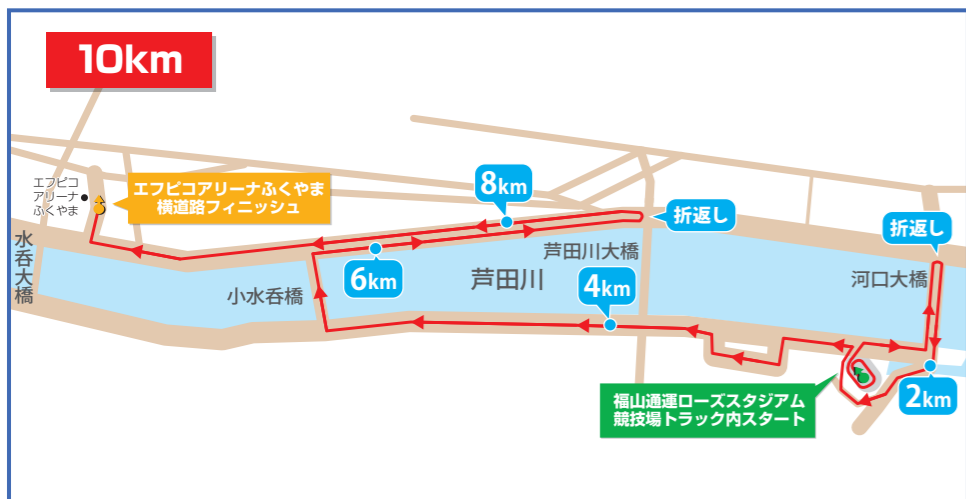 10km
エフピコ
アリーナ
ふくやま
エフピコアリーナふくやま
横道路フィニッシュ
8km
折返し
折返し
水呑大橋
6km
小水呑橋
芦田川
芦田川大橋
4km
河口大橋
2km
福山通運ローズスタジアム
競技場トラック内スタート